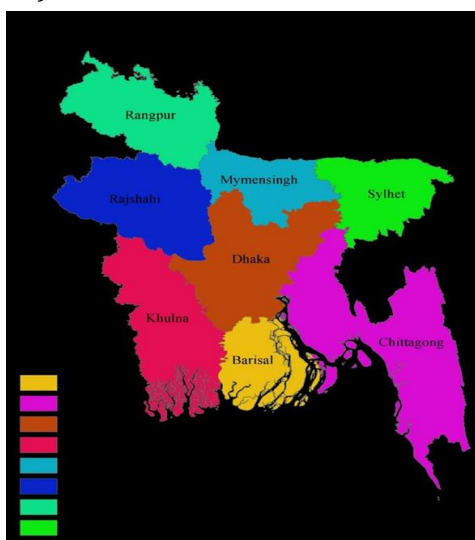 Rangpur
Mymensingh
Rajshahi
Sylhet
Dhaka
Khulna
Chittagong
Barisal